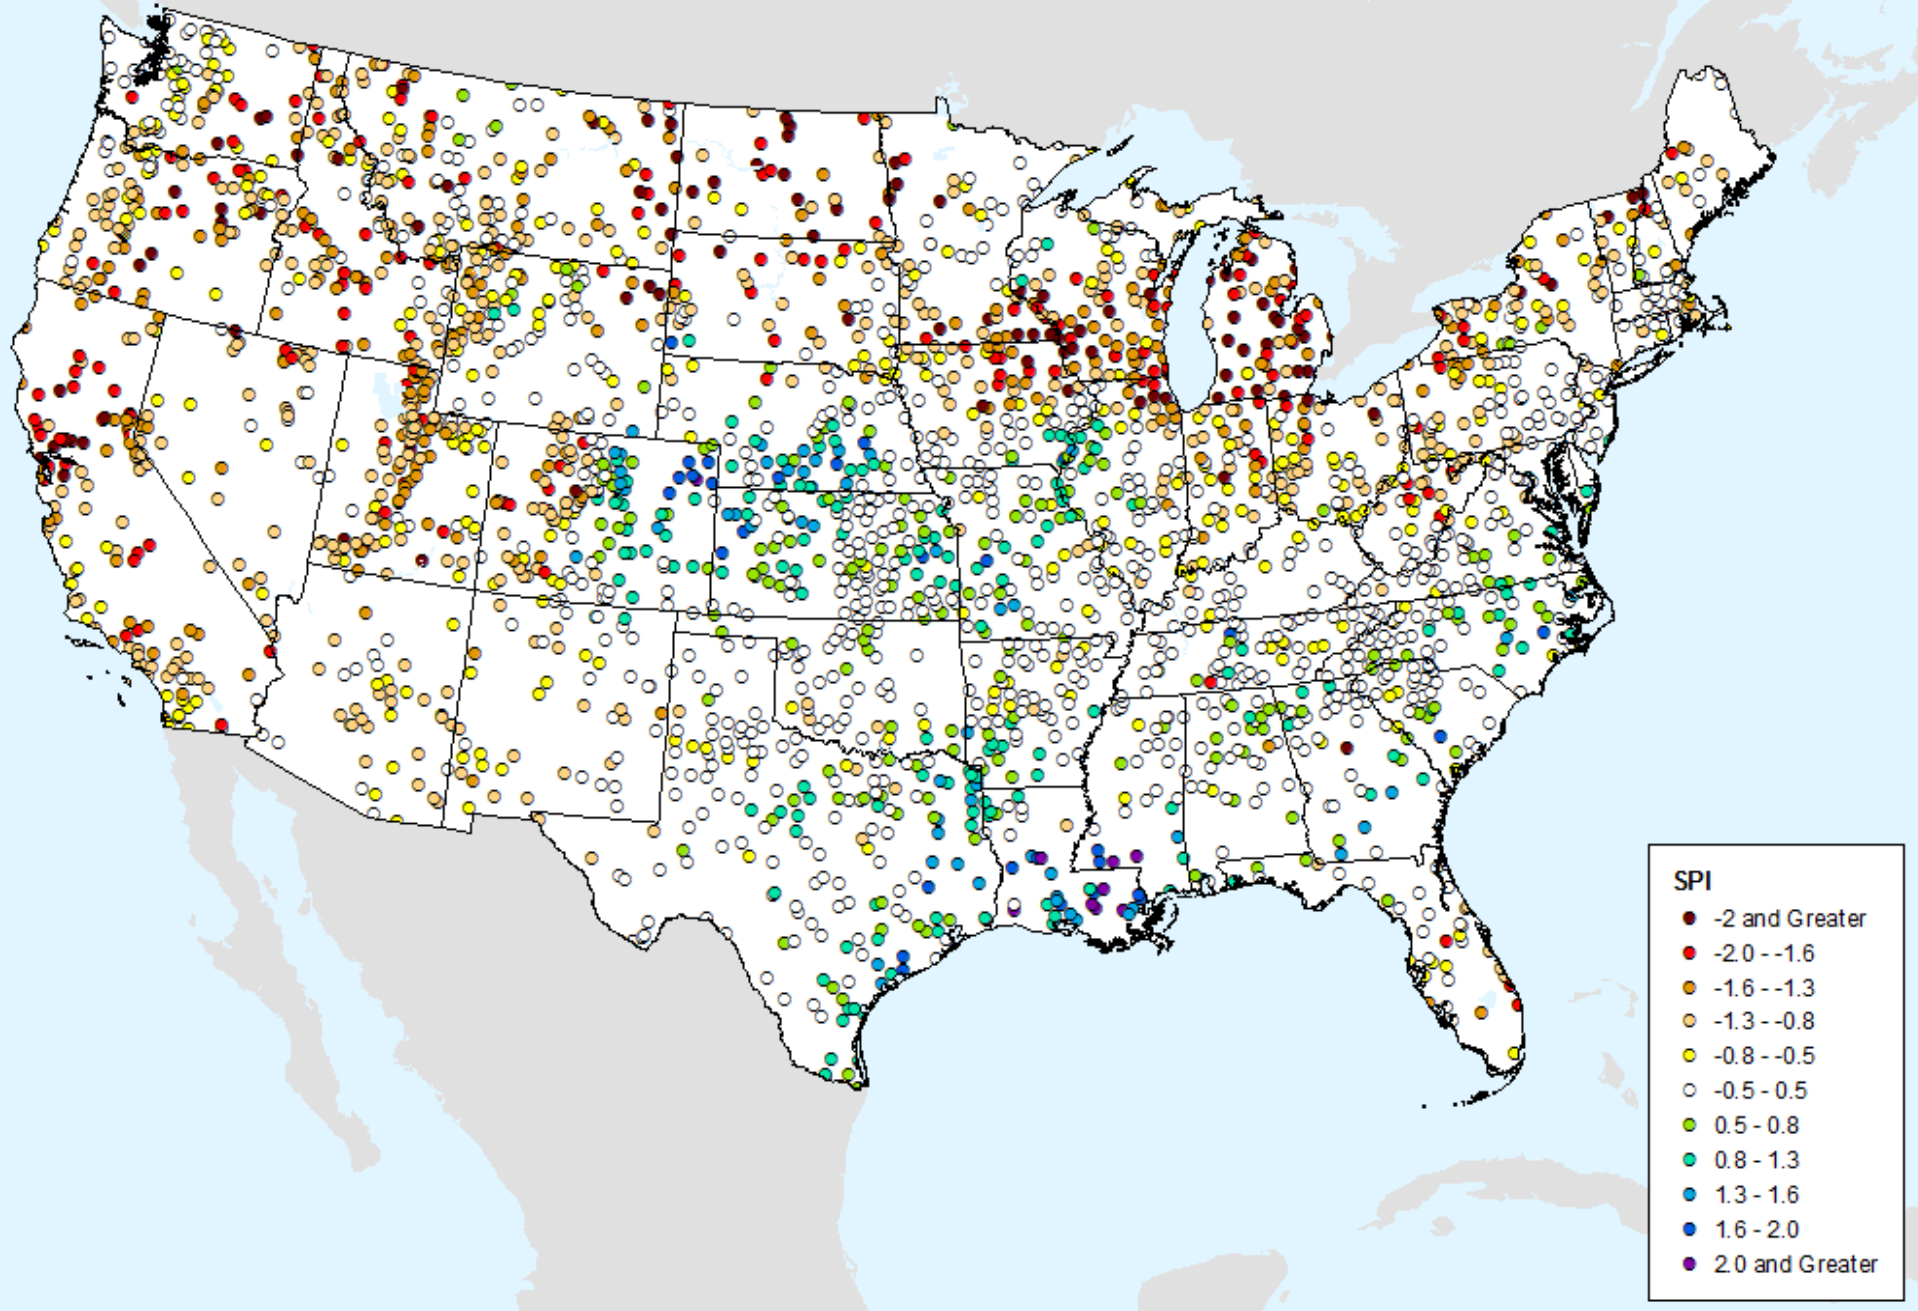 SPI
-2 and Greater
-2.0 - -1.6
-1.6 - -1.3
-1.3 - -0.8
-0.8 - -0.5
-0.5 - 0.5
0.5 - 0.8
0.8 - 1.3
1.3 - 1.6
1.6 - 2.0
2.0 and Greater